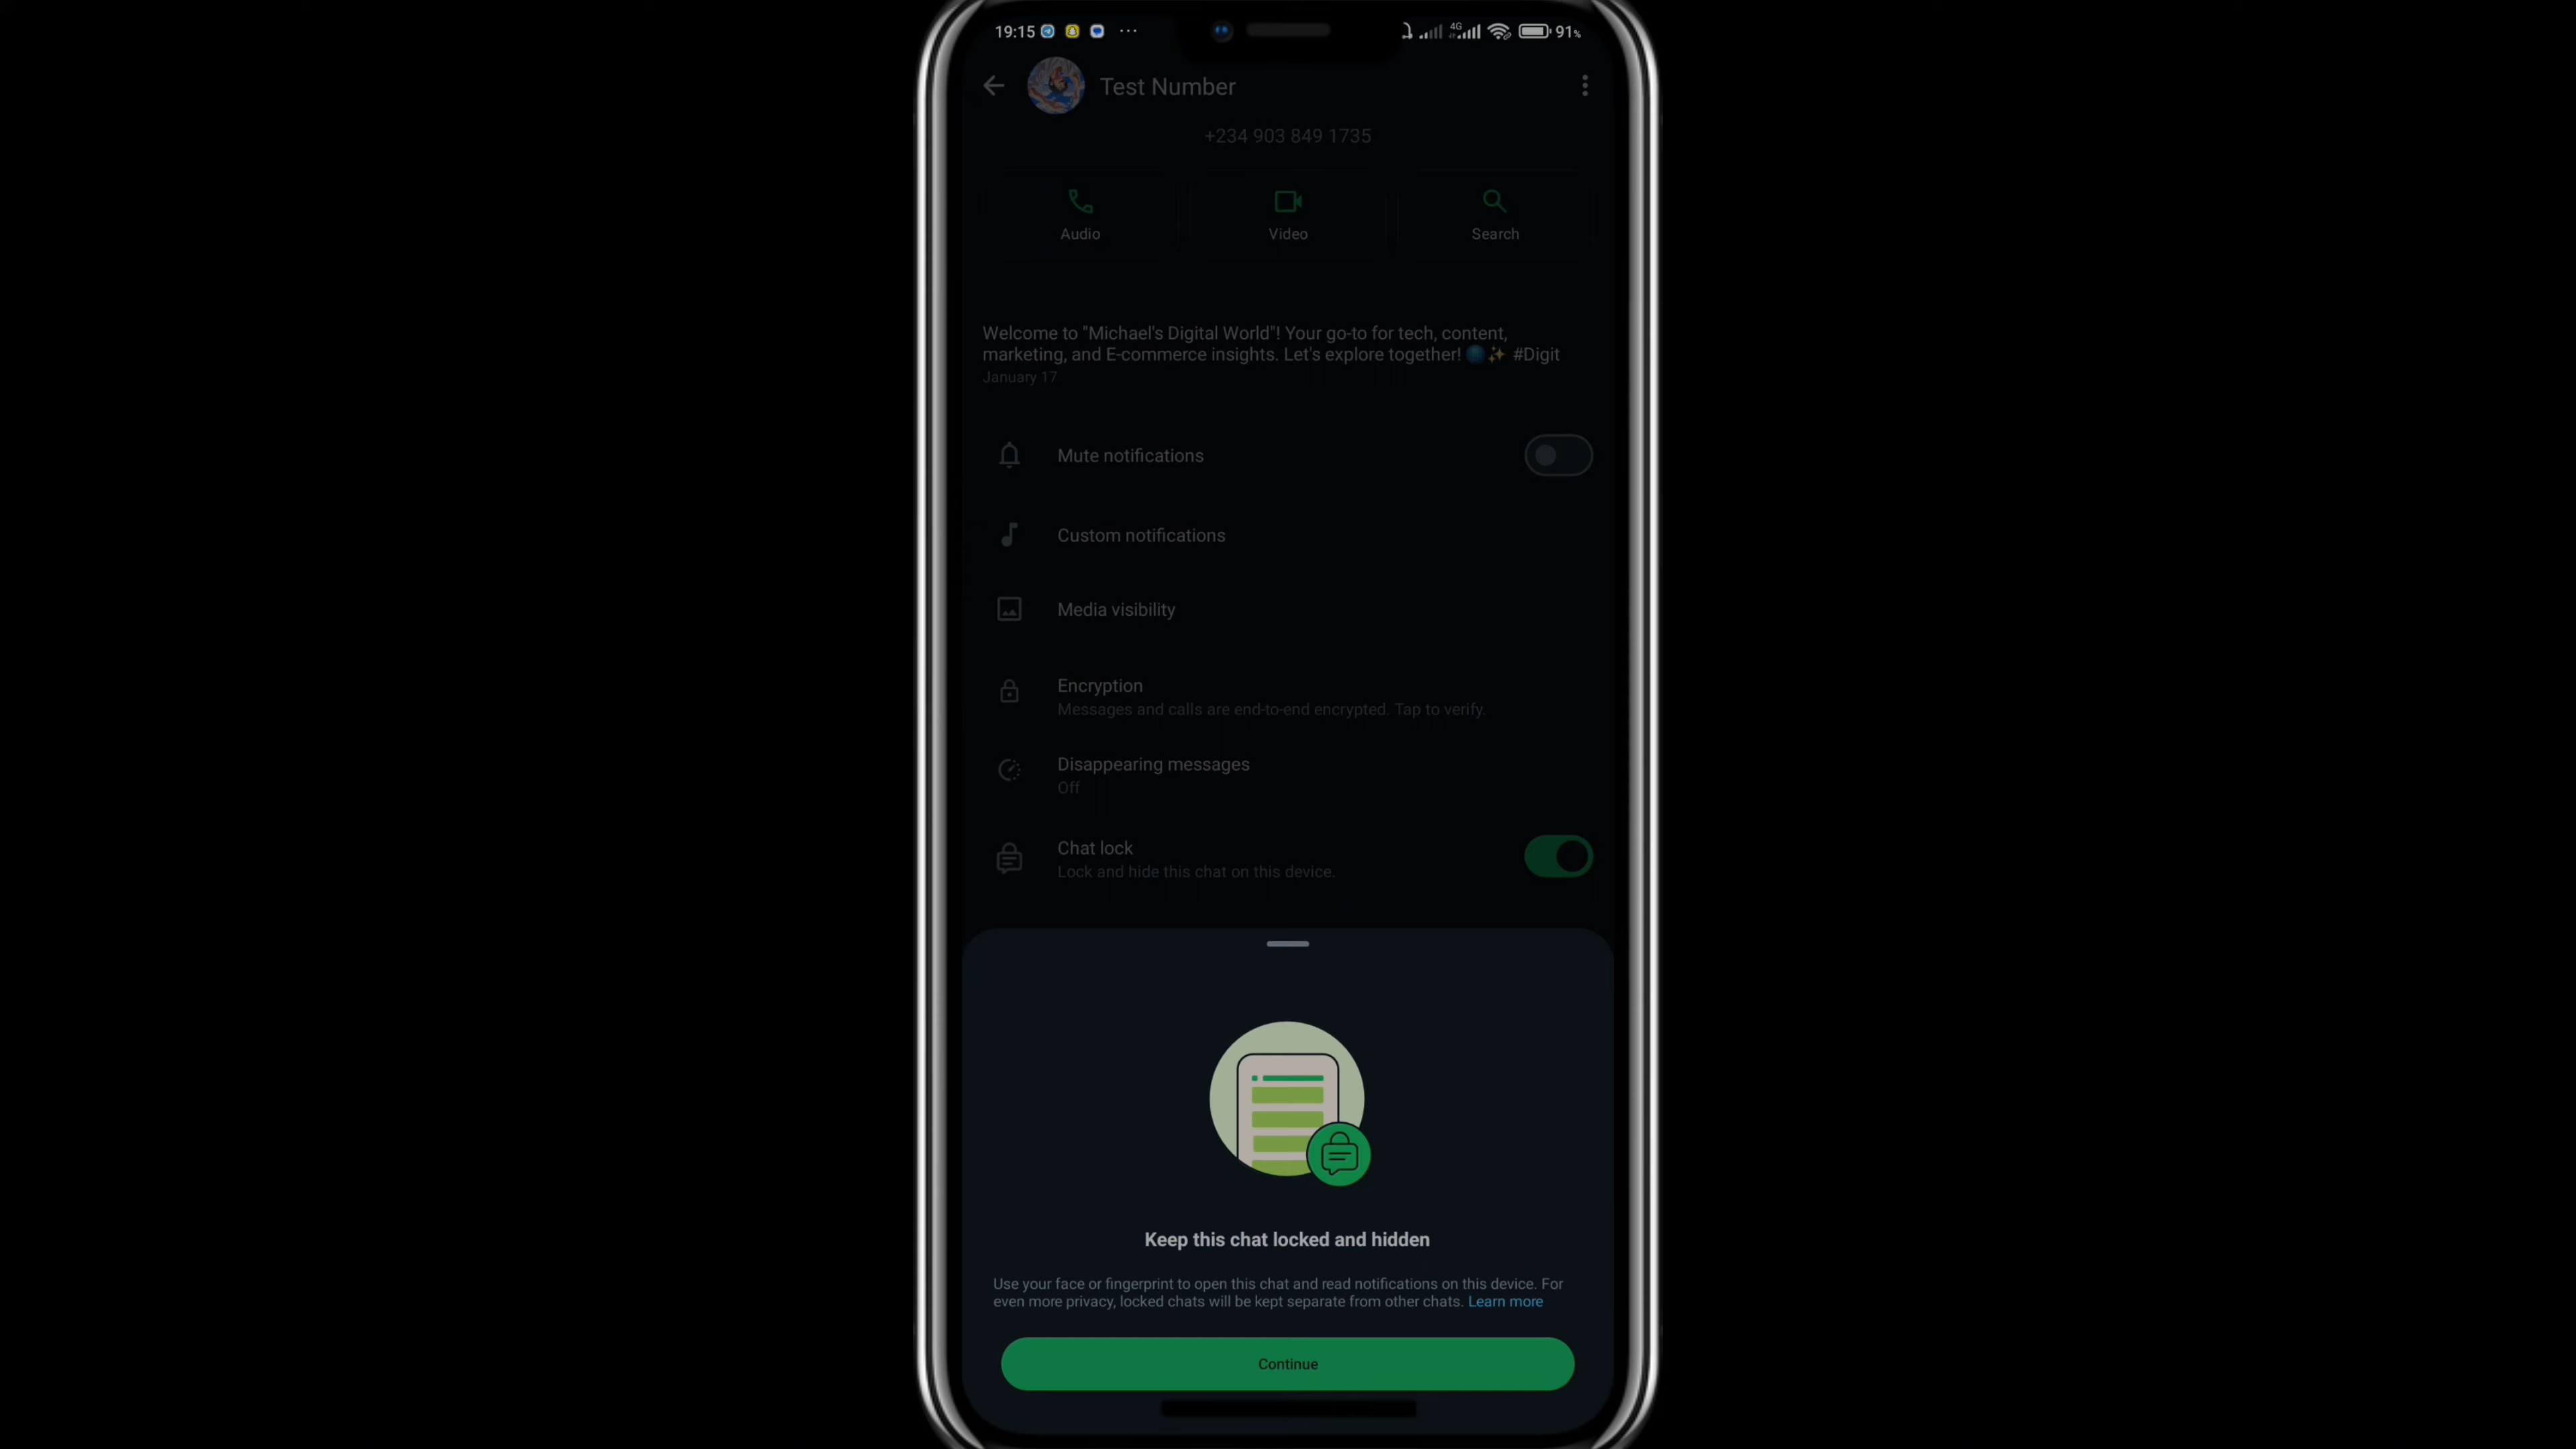 19:15 ... 4G 91%
Test Number
+234 903 849 1735
Audio Video Search
Welcome to "Michael's Digital World"! Your go-to for tech, content,
marketing, and E-commerce insights. Let's explore together! 🌐✨ #Digit
January 17
Mute notifications
Custom notifications
Media visibility
Encryption
Messages and calls are end-to-end encrypted. Tap to verify.
Disappearing messages
Off
Chat lock
Lock and hide this chat on this device.
Keep this chat locked and hidden
Use your face or fingerprint to open this chat and read notifications on this device. For
even more privacy, locked chats will be kept separate from other chats. Learn more
Continue